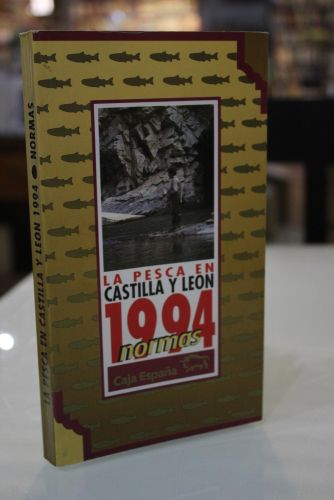 LA PESCA EN
CASTILLA Y LEON
1994
normas
Caja España
LA PESCA EN CASTILLA Y LEON 1994 NORMAS